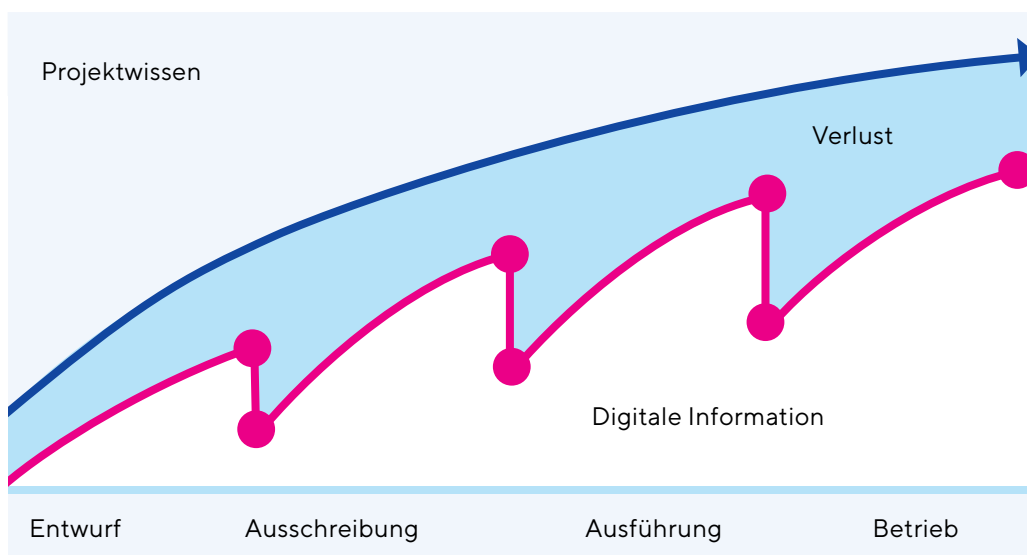 Projektwissen
Verlust
Digitale Information
Entwurf Ausschreibung Ausführung Betrieb